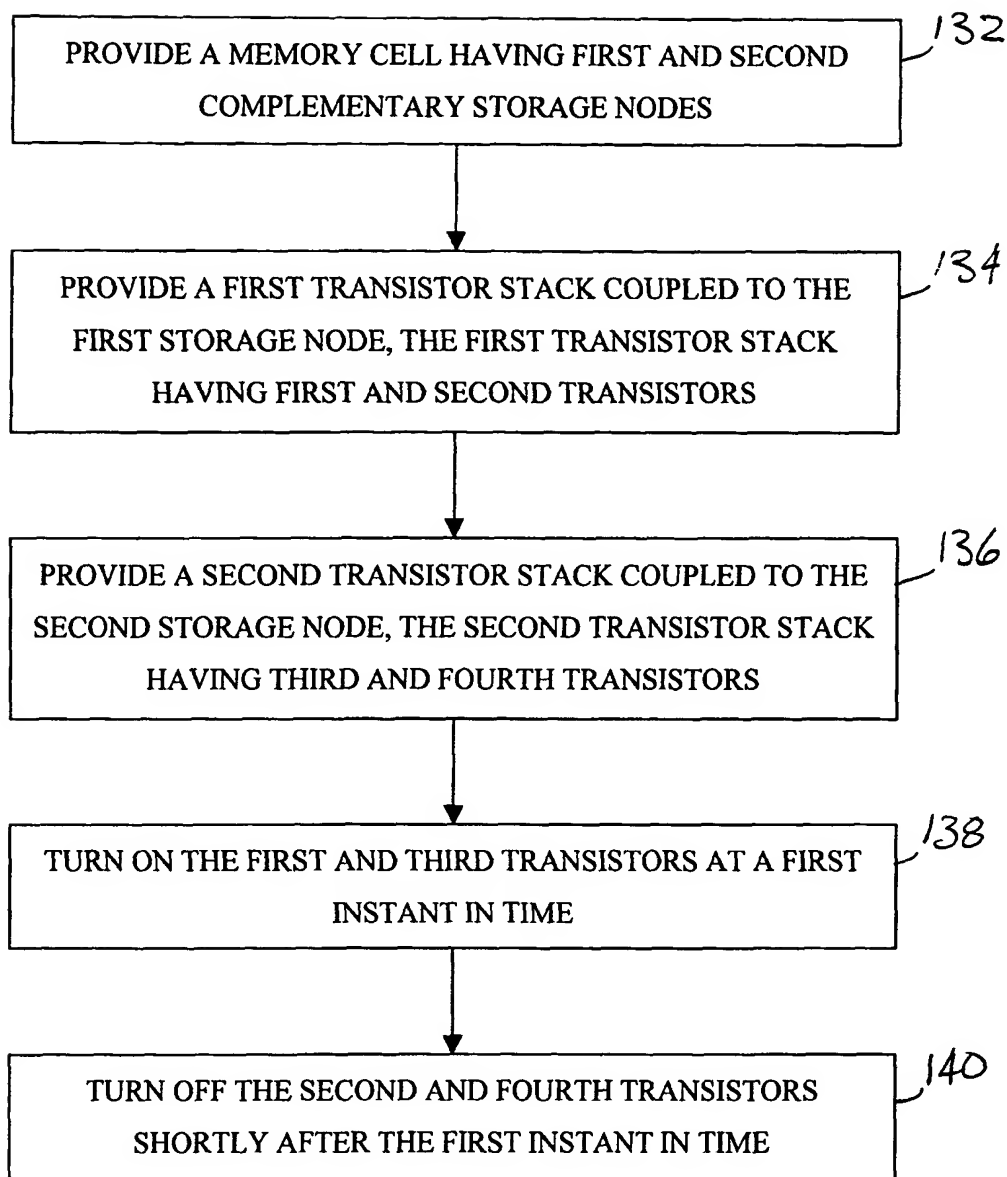 132
PROVIDE A MEMORY CELL HAVING FIRST AND SECOND
COMPLEMENTARY STORAGE NODES
134
PROVIDE A FIRST TRANSISTOR STACK COUPLED TO THE
FIRST STORAGE NODE, THE FIRST TRANSISTOR STACK
HAVING FIRST AND SECOND TRANSISTORS
136
PROVIDE A SECOND TRANSISTOR STACK COUPLED TO THE
SECOND STORAGE NODE, THE SECOND TRANSISTOR STACK
HAVING THIRD AND FOURTH TRANSISTORS
138
TURN ON THE FIRST AND THIRD TRANSISTORS AT A FIRST
INSTANT IN TIME
140
TURN OFF THE SECOND AND FOURTH TRANSISTORS
SHORTLY AFTER THE FIRST INSTANT IN TIME